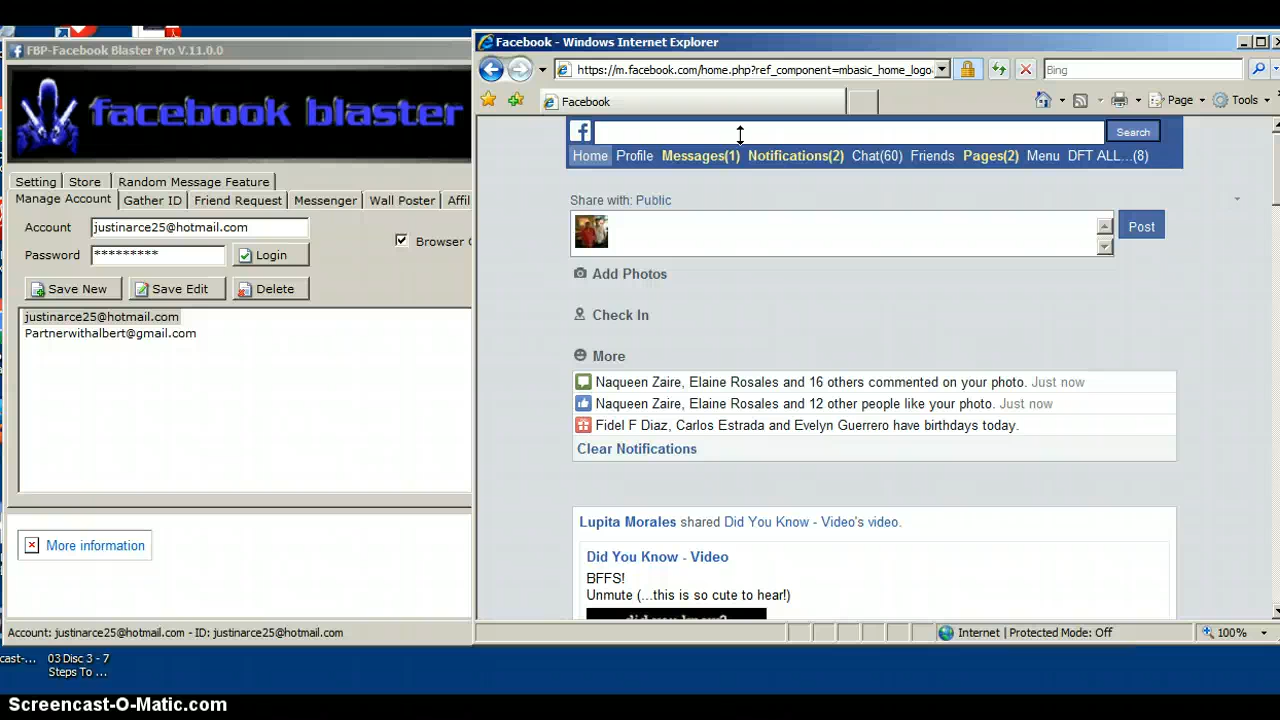 FBP-Facebook Blaster Pro V.11.0.0
facebook blaster
Setting Store Random Message Feature
Manage Account Gather ID Friend Request Messenger Wall Poster Affil
Account justinarce25@hotmail.com
Password ********* Login
Browser
Save New Save Edit Delete
justinarce25@hotmail.com
Partnerwithalbert@gmail.com
More information
Account: justinarce25@hotmail.com - ID: justinarce25@hotmail.com
Facebook - Windows Internet Explorer
https://m.facebook.com/home.php?ref_component=mbasic_home_logo
Bing
Facebook
Page Tools
Search
Home Profile Messages(1) Notifications(2) Chat(60) Friends Pages(2) Menu DFT ALL...(8)
Share with: Public
Post
Add Photos
Check In
More
Naqueen Zaire, Elaine Rosales and 16 others commented on your photo. Just now
Naqueen Zaire, Elaine Rosales and 12 other people like your photo. Just now
Fidel F Diaz, Carlos Estrada and Evelyn Guerrero have birthdays today.
Clear Notifications
Lupita Morales shared Did You Know - Video's video.
Did You Know - Video
BFFS!
Unmute (...this is so cute to hear!)
Internet | Protected Mode: Off
100%
cast-... 03 Disc 3 - 7
Steps To ...
Screencast-O-Matic.com